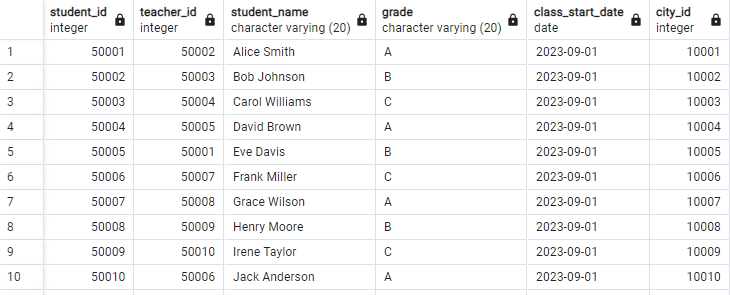 student_id teacher_id student_name grade class_start_date city_id
integer integer character varying (20) character varying (20) date integer
1 50001 50002 Alice Smith A 2023-09-01 10001
2 50002 50003 Bob Johnson B 2023-09-01 10002
3 50003 50004 Carol Williams C 2023-09-01 10003
4 50004 50005 David Brown A 2023-09-01 10004
5 50005 50001 Eve Davis B 2023-09-01 10005
6 50006 50007 Frank Miller C 2023-09-01 10006
7 50007 50008 Grace Wilson A 2023-09-01 10007
8 50008 50009 Henry Moore B 2023-09-01 10008
9 50009 50010 Irene Taylor C 2023-09-01 10009
10 50010 50006 Jack Anderson A 2023-09-01 10010